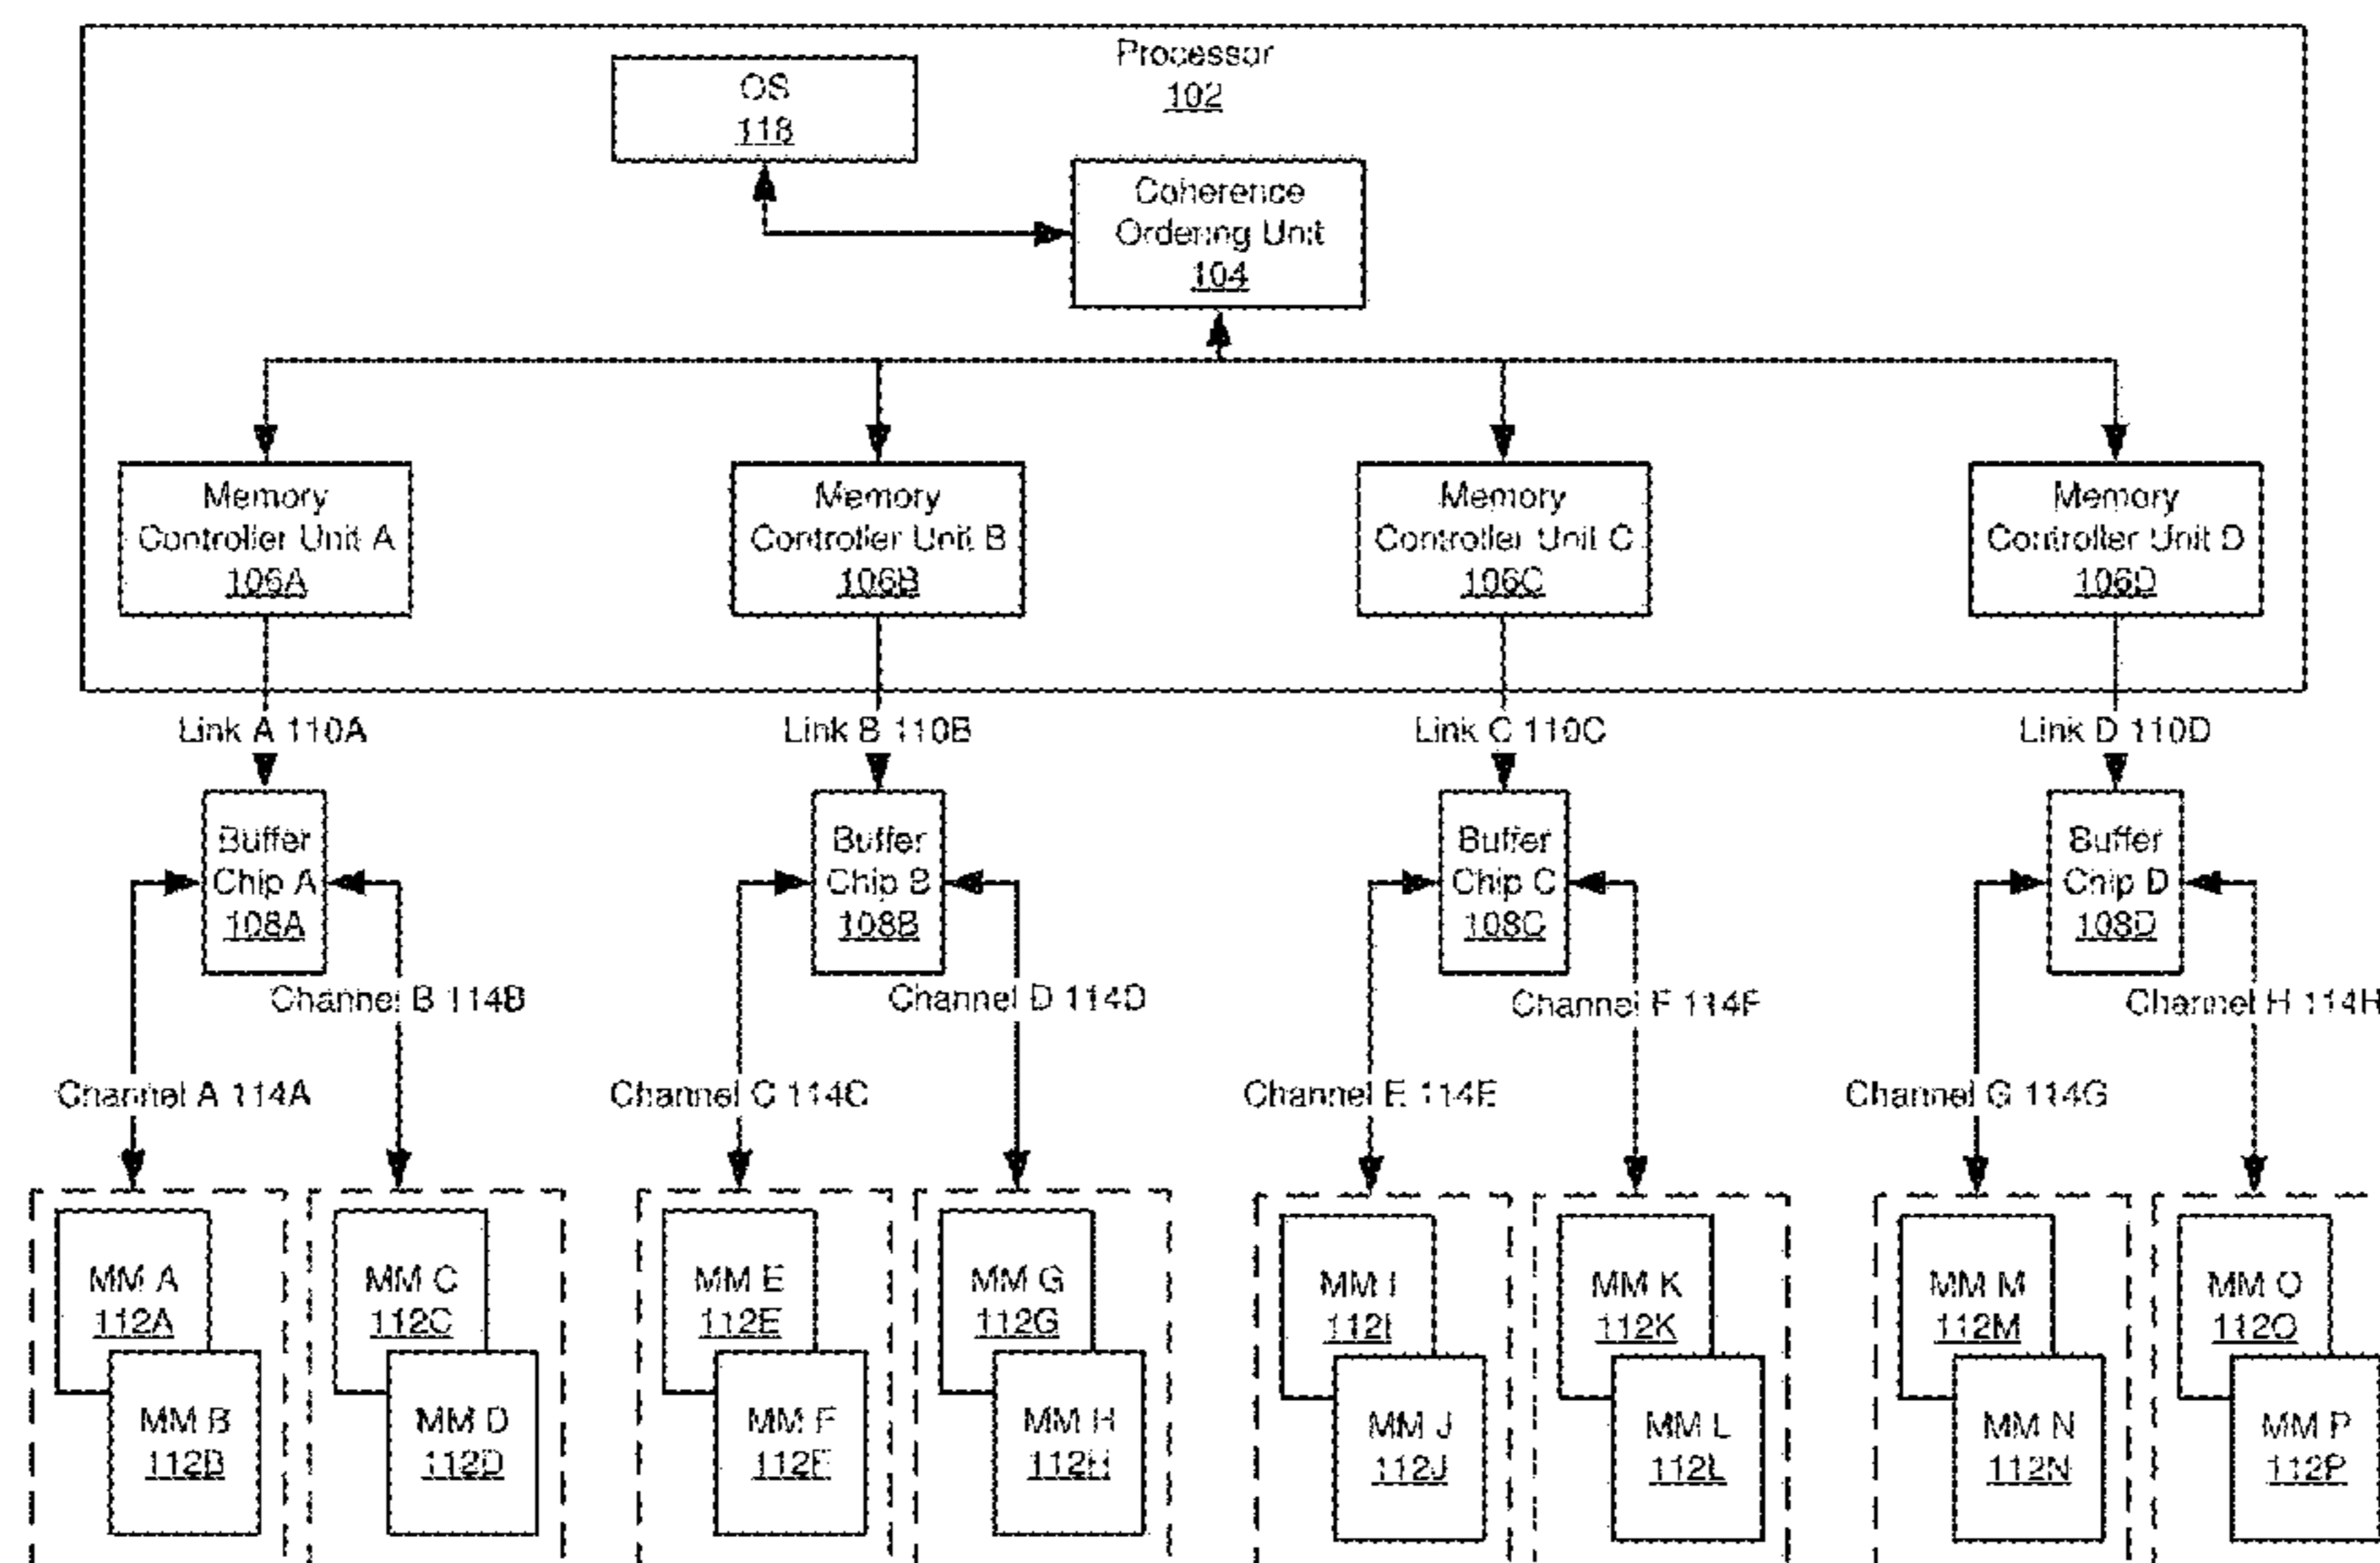 Processor
102
OS
118
Coherence
Ordering Unit
104
Memory
Controller Unit A
106A
Memory
Controller Unit B
106B
Memory
Controller Unit C
106C
Memory
Controller Unit D
106D
Link A 110A
Link B 110B
Link C 110C
Link D 110D
Buffer
Chip A
108A
Buffer
Chip B
108B
Buffer
Chip C
108C
Buffer
Chip D
108D
Channel B 114B
Channel D 114D
Channel F 114F
Channel H 114H
Channel A 114A
Channel C 114C
Channel E 114E
Channel G 114G
MM A
112A
MM C
112C
MM E
112E
MM G
112G
MM I
112I
MM K
112K
MM M
112M
MM O
112O
MM B
112B
MM D
112D
MM F
112F
MM H
112H
MM J
112J
MM L
112L
MM N
112N
MM P
112P